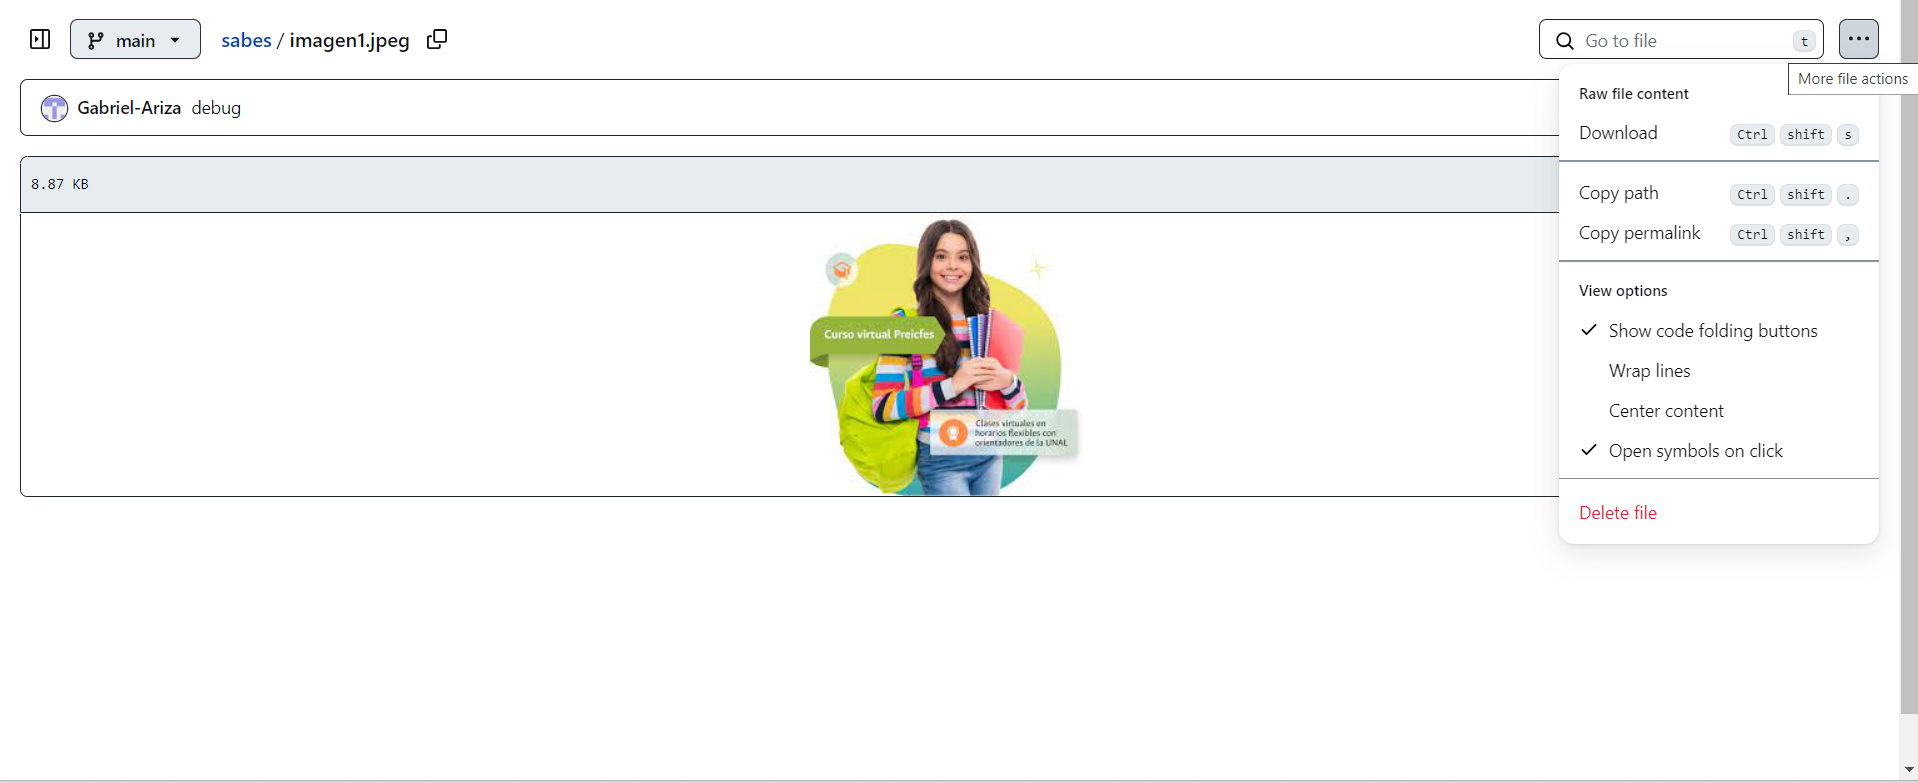 main
sabes / imagen1.jpeg
Go to file
t
More file actions
Gabriel-Ariza debug
8.87 KB
Curso virtual Preicfes
Clases virtuales en
horarios flexibles con
orientadores de la UNAL
Raw file content
Download Ctrl shift s
Copy path Ctrl shift .
Copy permalink Ctrl shift ,
View options
Show code folding buttons
Wrap lines
Center content
Open symbols on click
Delete file